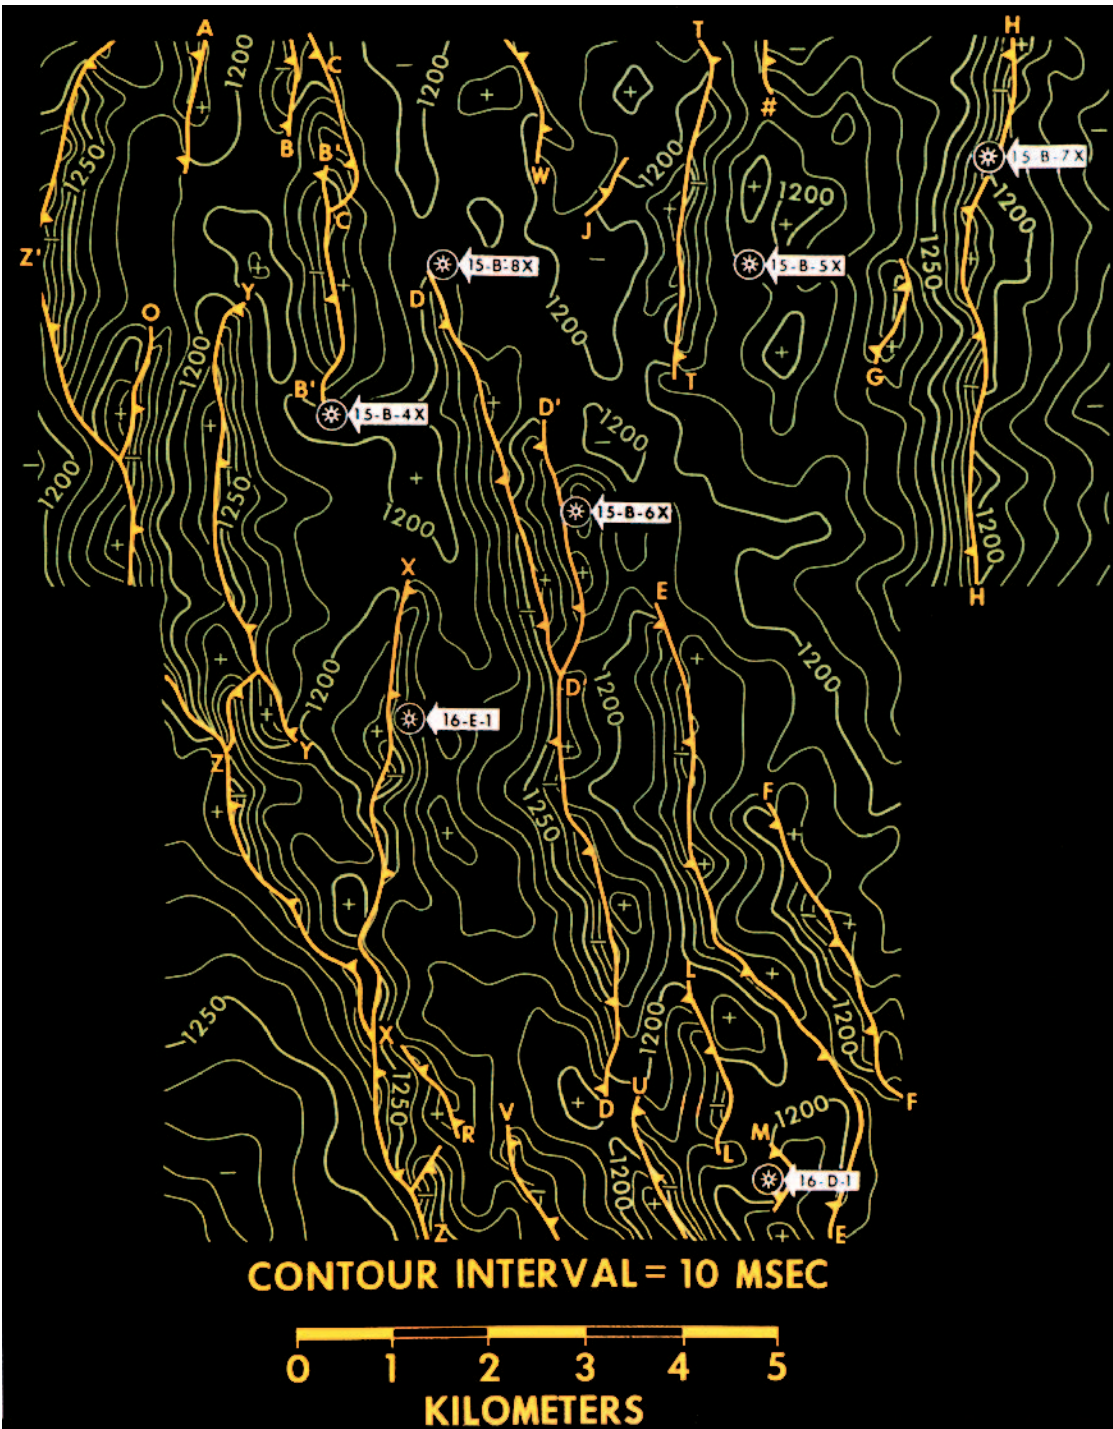 A
H
T
1200
C
1200
#
B
B'
15-B-7X
1250
1200
W
1200
1200
C
J
Z'
1250
15-B-8X
15-B-5X
Y
D
O
1200
1200
T
G
B'
15-B-4X
D'
1200
1200
1250
15-B-6X
1200
1200
X
E
H
1200
1200
D'
1200
16-E-1
Y
Z
F
1250
L
1250
1200
1200
X
1250
U
D
F
V
1200
R
M
L
1200
16-D-1
Z
E
CONTOUR INTERVAL = 10 MSEC
0 1 2 3 4 5
KILOMETERS